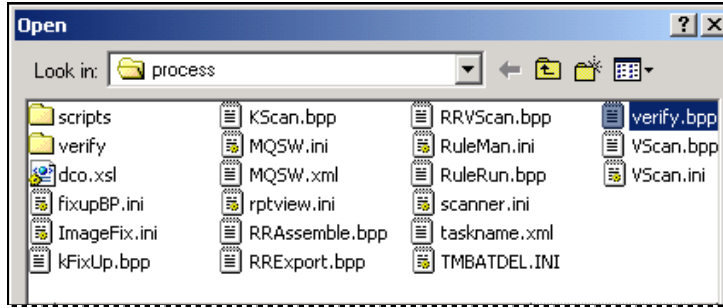 Open
Look in: process
scripts
verify
dco.xsl
fixupBP.ini
ImageFix.ini
kFixUp.bpp
KScan.bpp
MQSW.ini
MQSW.xml
rptview.ini
RRAssemble.bpp
RRExport.bpp
RRVScan.bpp
RuleMan.ini
RuleRun.bpp
scanner.ini
taskname.xml
TMBATDEL.INI
verify.bpp
VScan.bpp
VScan.ini